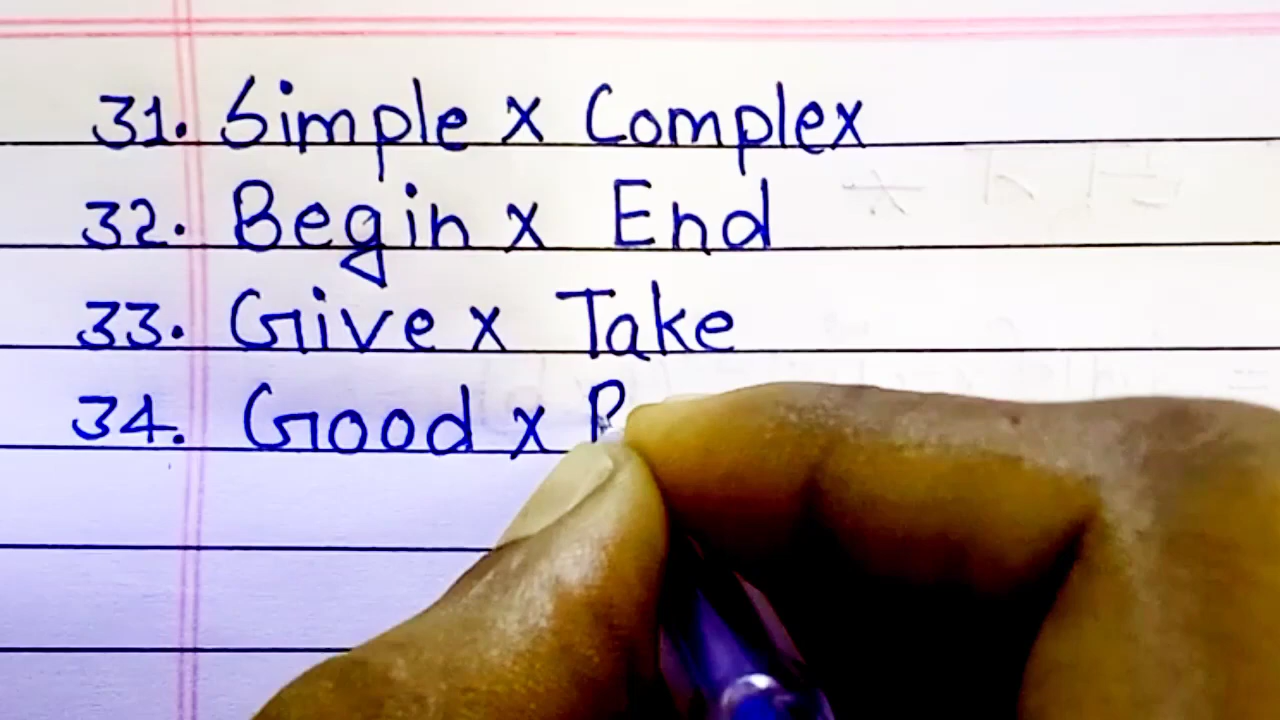 31. Simple x Complex
32. Begin x End
33. Give x Take
34. Good x